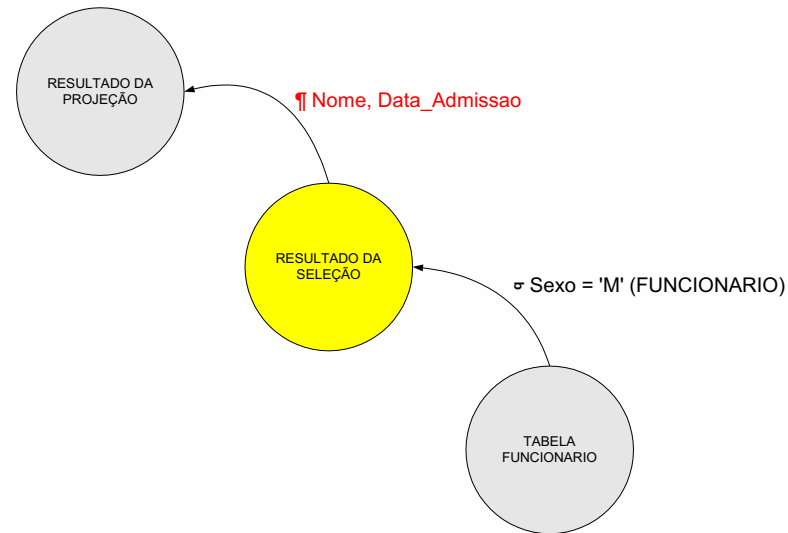 RESULTADO DA
PROJEÇÃO
¶ Nome, Data_Admissao
RESULTADO DA
SELEÇÃO
σ Sexo = 'M' (FUNCIONARIO)
TABELA
FUNCIONARIO